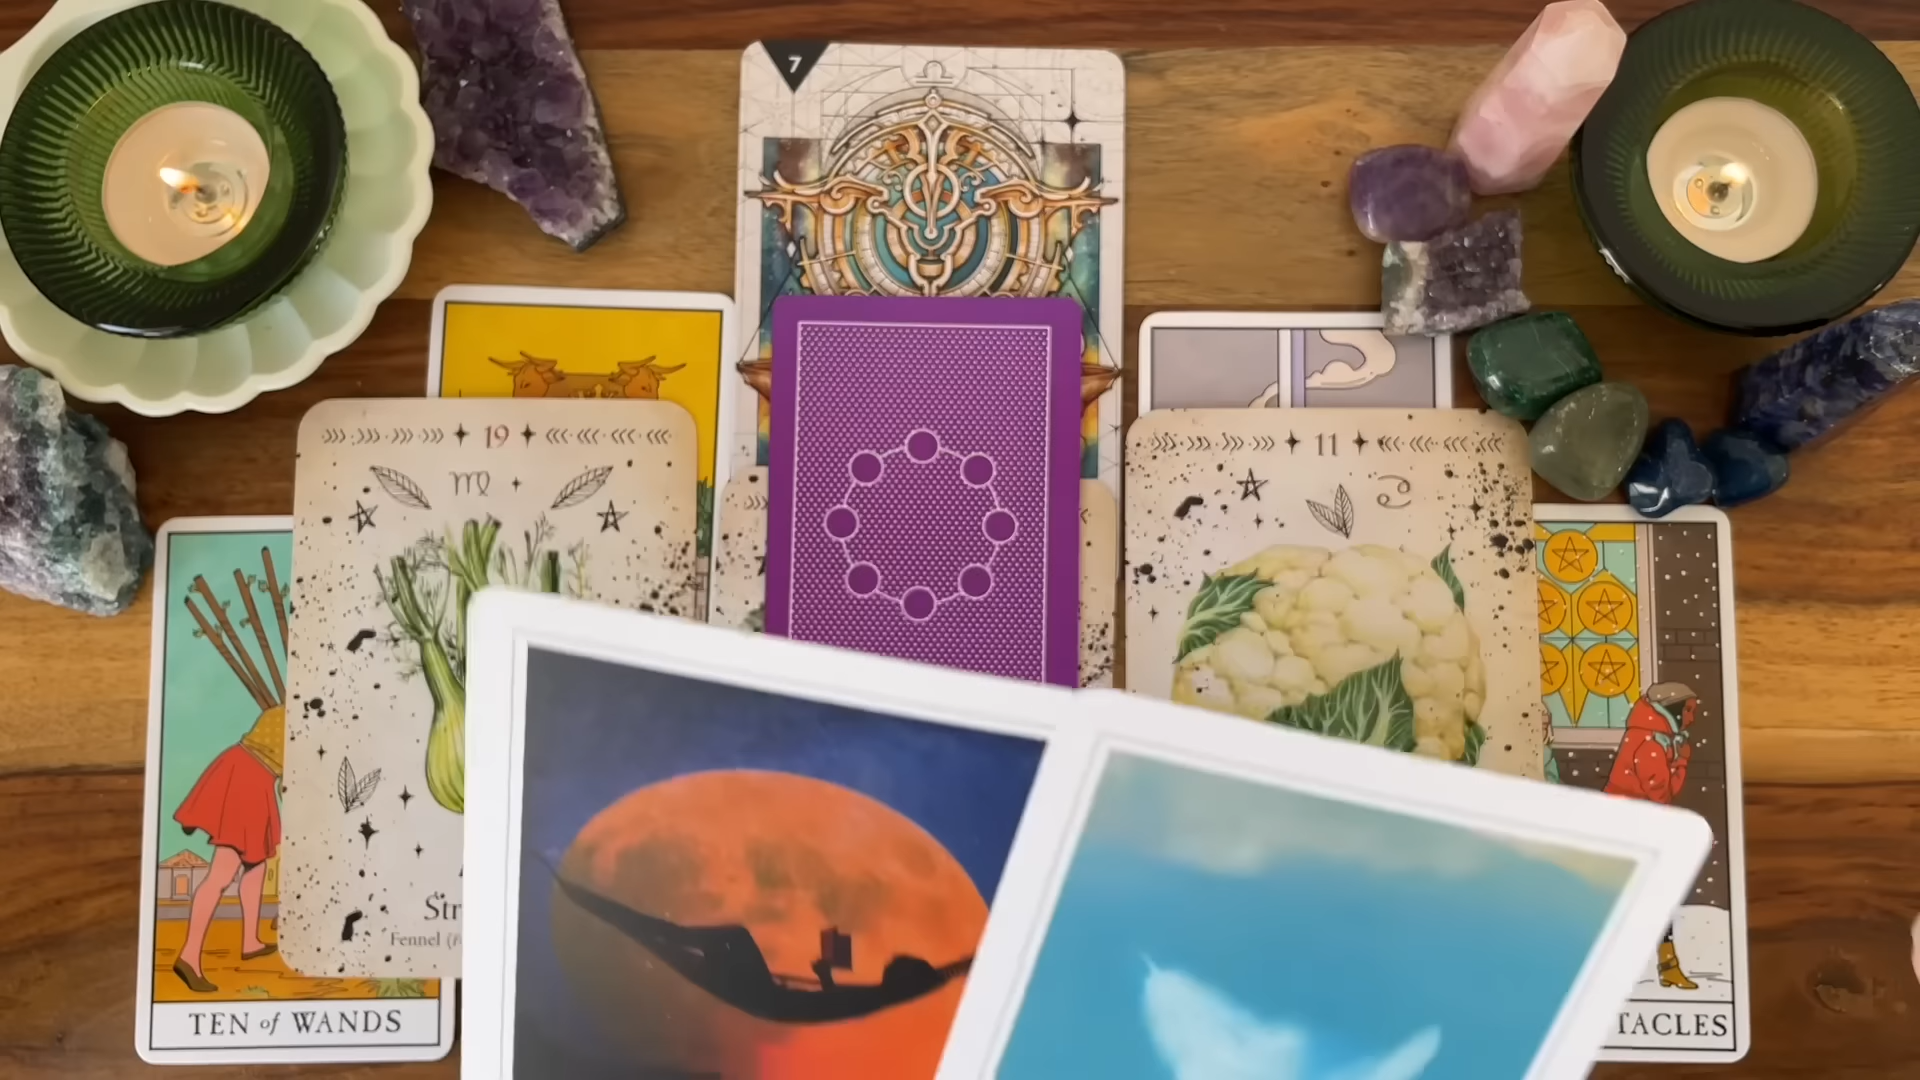 7
19
11
Str
Fennel (
TEN of WANDS
TACLES